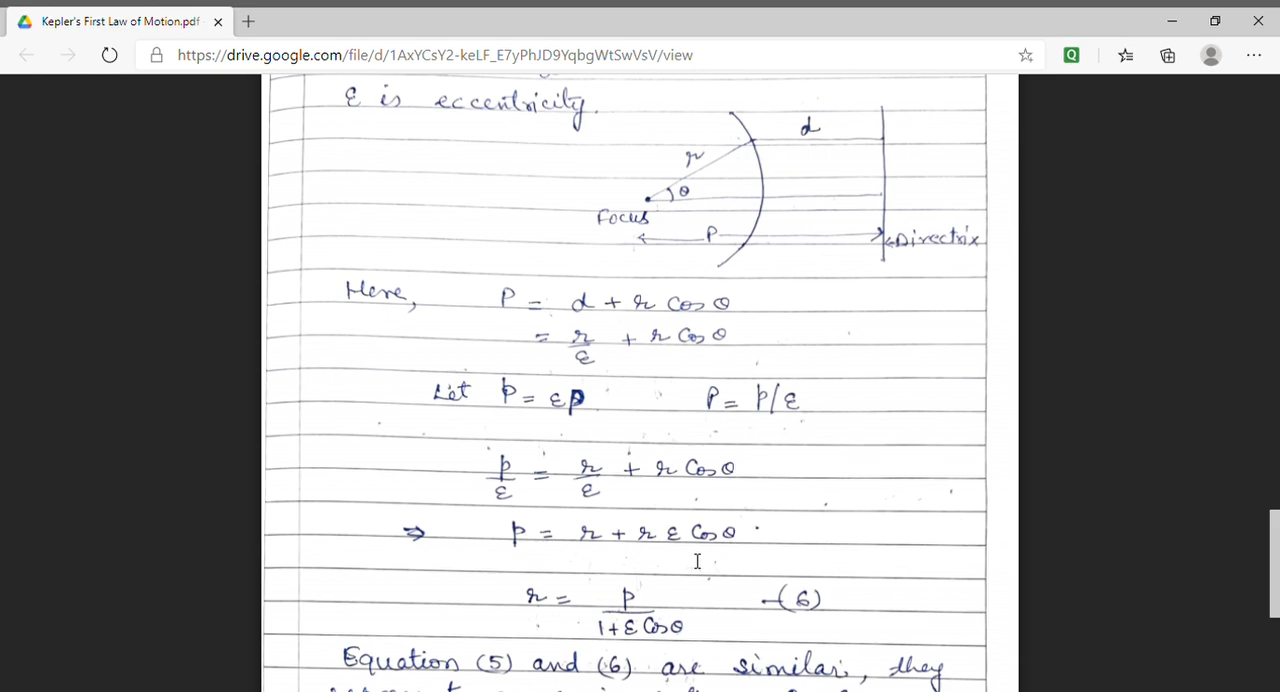 Kepler's First Law of Motion.pdf
https://drive.google.com/file/d/1AxYCsY2-keLF_E7yPhJD9YqbgWtSwVsV/view
Q
ε is eccentricity.
d
r
θ
Focus
P
Directrix
Here, P = d + r Cos θ
= r/ε + r Cos θ
Let p = εP P = p/ε
p/ε = r/ε + r Cos θ
⇒ p = r + r ε Cos θ
r = p/(1+ε Cos θ) -(6)
Equation (5) and (6) are similar, they